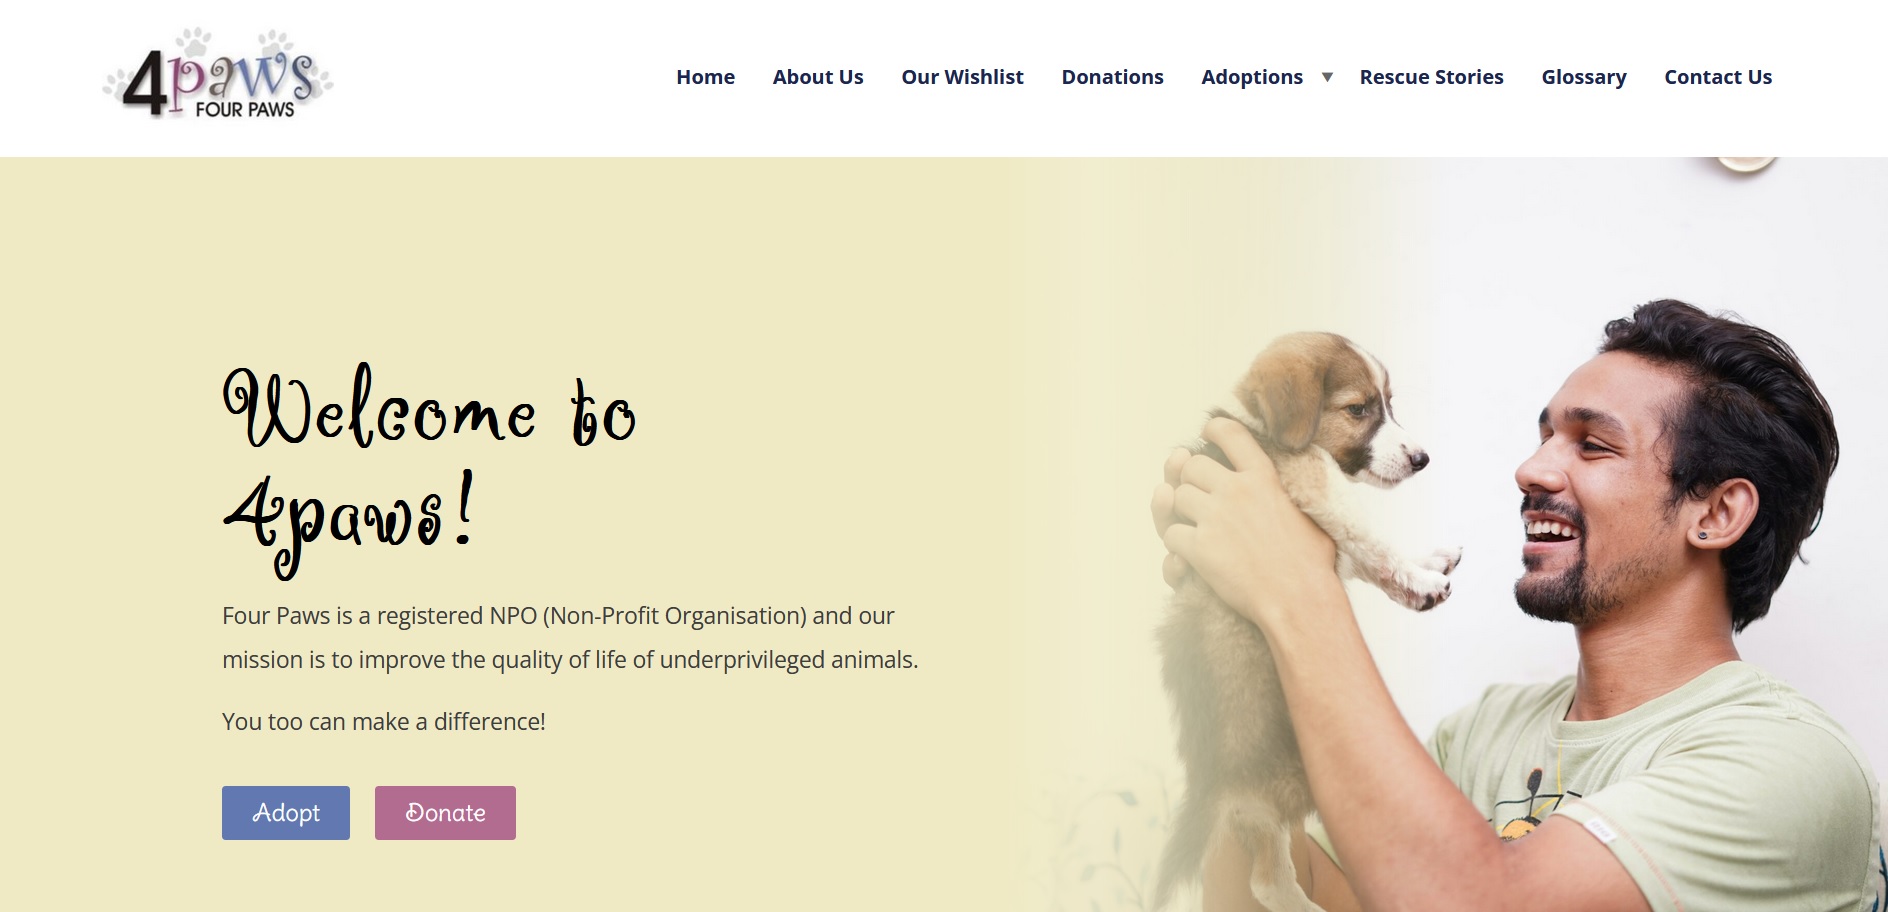 4paws
FOUR PAWS
Home About Us Our Wishlist Donations Adoptions ▼ Rescue Stories Glossary Contact Us
Welcome to
4paws!
Four Paws is a registered NPO (Non-Profit Organisation) and our
mission is to improve the quality of life of underprivileged animals.
You too can make a difference!
Adopt Donate